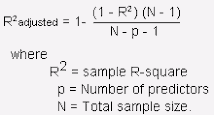 R²adjusted = 1- (1 - R²) (N - 1)
N - p - 1
where
R² = sample R-square
p = Number of predictors
N = Total sample size.